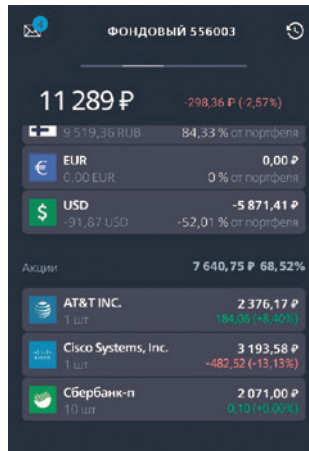 4
ФОНДОВЫЙ 556003
11 289 ₽
-298,36 ₽ (-2,57%)
9 519,36 RUB
84,33 % от портфеля
EUR
0,00 ₽
0,00 EUR
0 % от портфеля
USD
-5 871,41 ₽
-91,87 USD
-52,01 % от портфеля
Акции
7 640,75 ₽ 68,52%
AT&T INC.
2 376,17 ₽
1 шт
184,06 (+8,40%)
Cisco Systems, Inc.
3 193,58 ₽
1 шт
-482,52 (-13,13%)
Сбербанк-п
2 071,00 ₽
10 шт
0,10 (+0,00%)